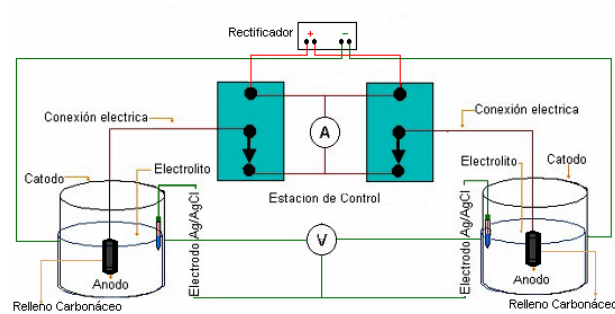 Rectificador
+ −
Conexión electrica
Conexión electrica
A
Catodo
Electrolito
Estacion de Control
Electrolito
Catodo
Electrodo Ag/AgCl
V
Electrodo Ag/AgCl
Anodo
Relleno Carbonáceo
Anodo
Relleno Carbonáceo